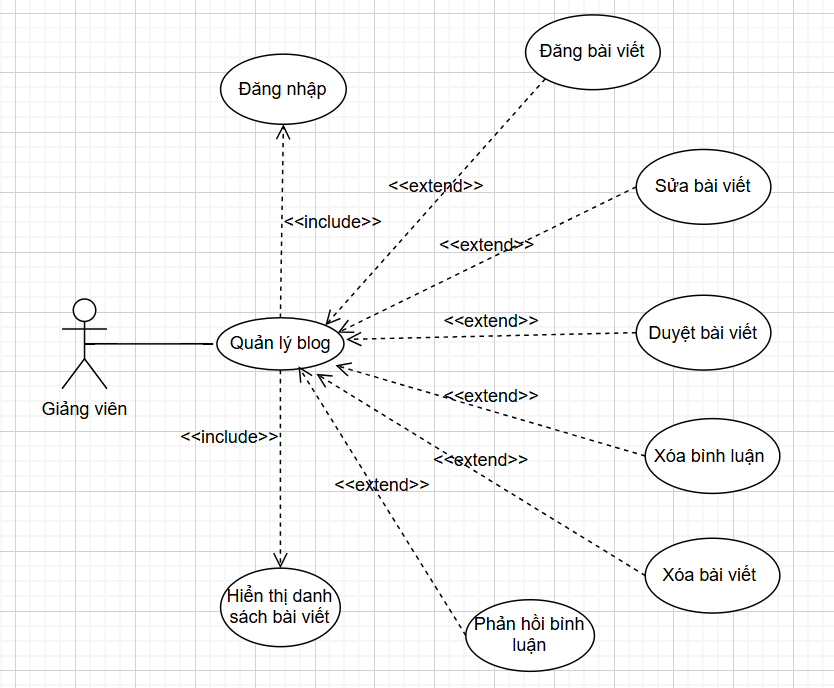 Đăng bài viết
Đăng nhập
Sửa bài viết
<<extend>>
<<include>>
<<extend>>
<<extend>>
Duyệt bài viết
Quản lý blog
Giảng viên
<<extend>>
<<include>>
Xóa bình luận
<<extend>>
<<extend>>
Xóa bài viết
Hiển thị danh
sách bài viết
Phản hồi bình
luận